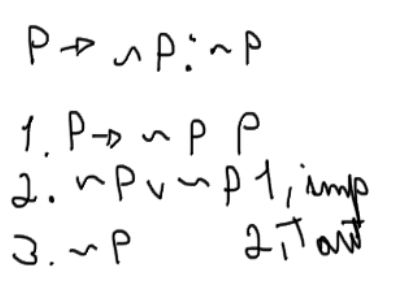 P → ~ P ∴ ~ P
1. P → ~ P P
2. ~ P v ~ P 1, imp
3. ~ P 2, Taut